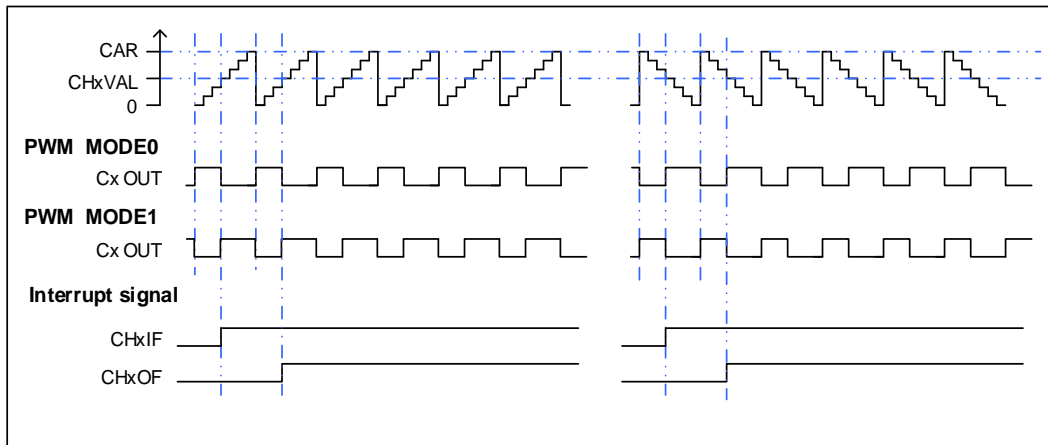 CAR
CHxVAL
0
PWM MODE0
Cx OUT
PWM MODE1
Cx OUT
Interrupt signal
CHxIF
CHxOF